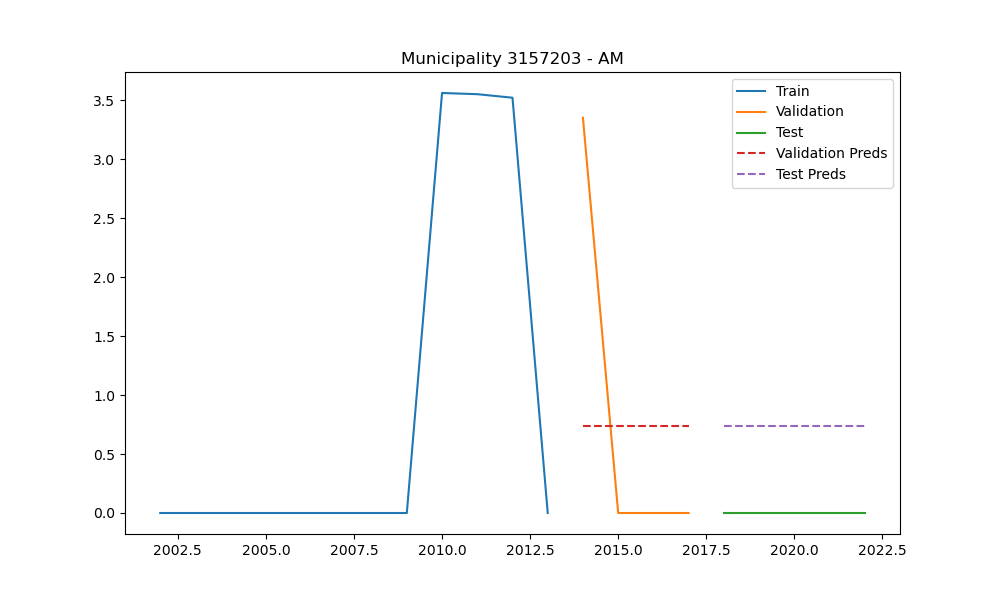 Municipality 3157203 - AM
3.5
3.0
2.5
2.0
1.5
1.0
0.5
0.0
Train
Validation
Test
Validation Preds
Test Preds
2002.5 2005.0 2007.5 2010.0 2012.5 2015.0 2017.5 2020.0 2022.5